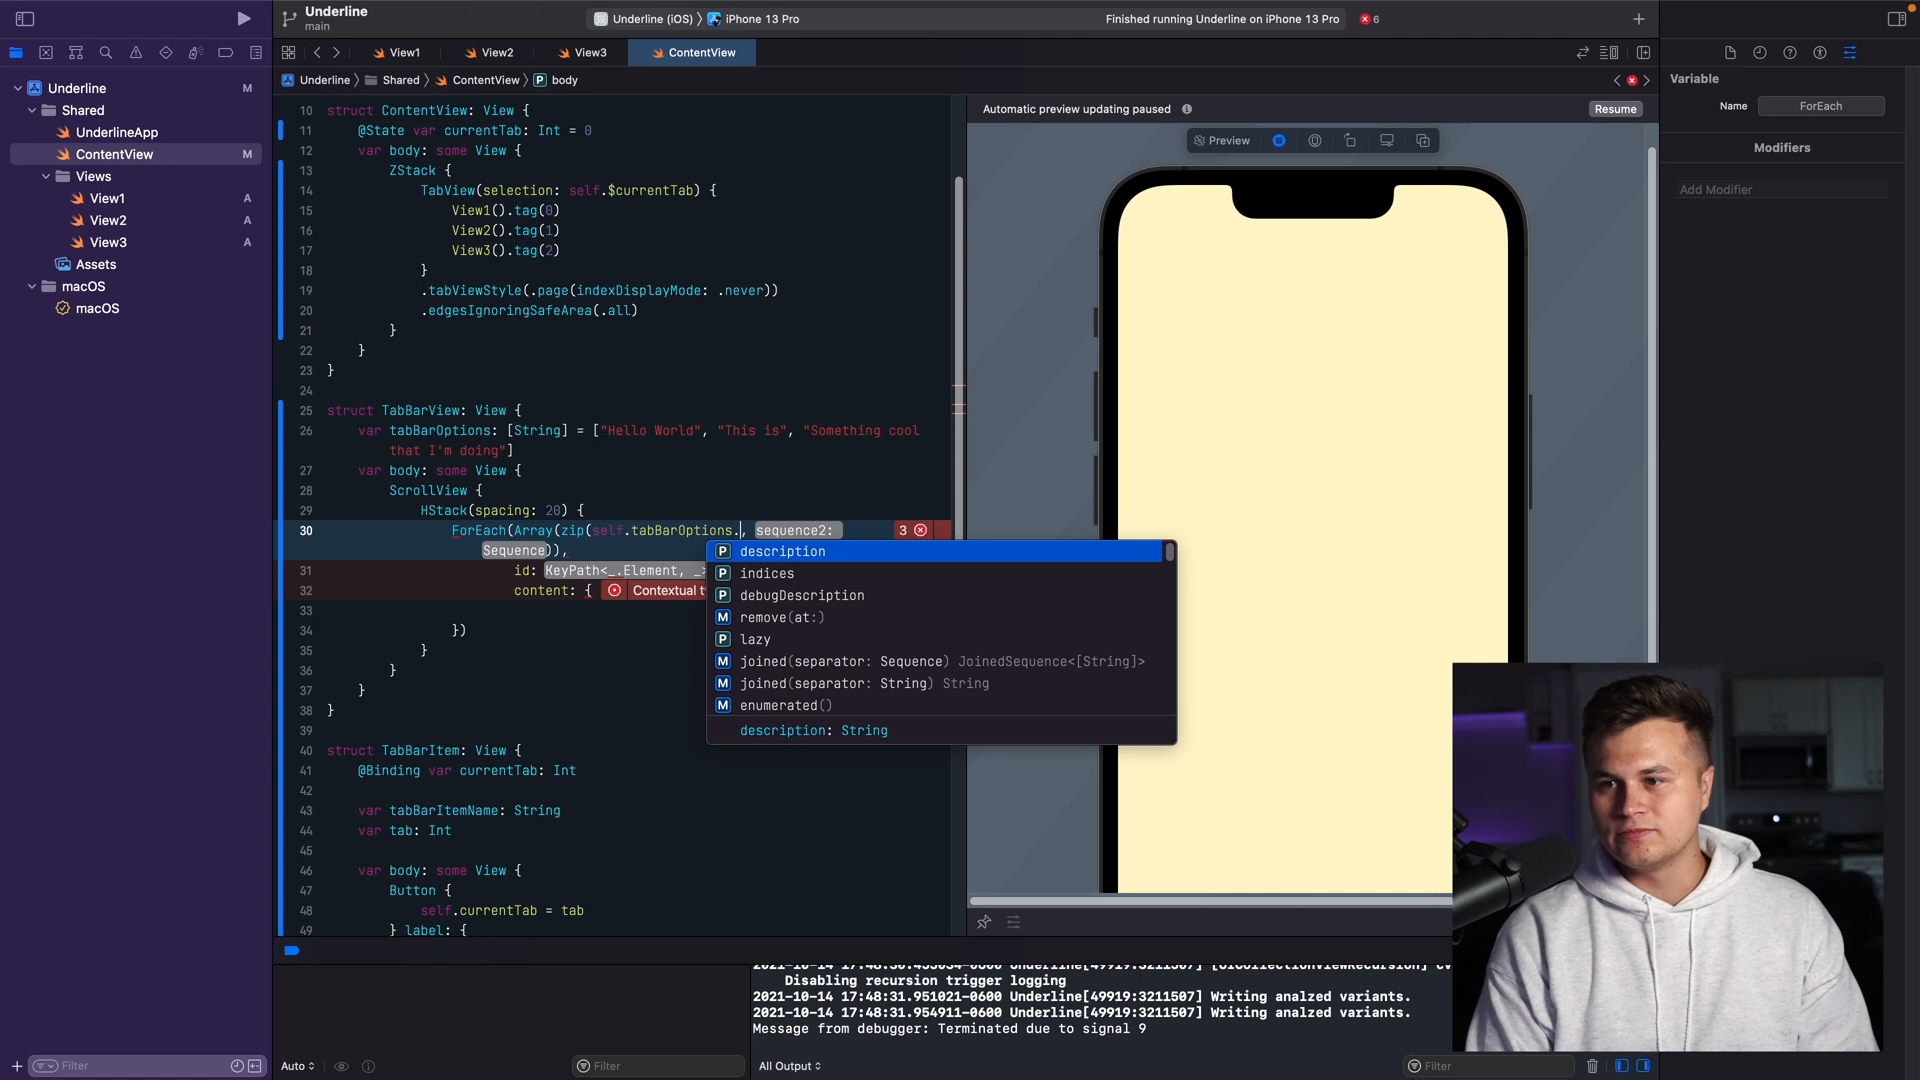 Underline
main
Underline (iOS) 〉 iPhone 13 Pro
Finished running Underline on iPhone 13 Pro
6
View1
View2
View3
ContentView
Underline 〉 Shared 〉 ContentView 〉 P body
Underline M
Shared
UnderlineApp
ContentView M
Views
View1 A
View2 A
View3 A
Assets
macOS
macOS
Filter
10 struct ContentView: View {
11 @State var currentTab: Int = 0
12 var body: some View {
13 ZStack {
14 TabView(selection: self.$currentTab) {
15 View1().tag(0)
16 View2().tag(1)
17 View3().tag(2)
18 }
19 .tabViewStyle(.page(indexDisplayMode: .never))
20 .edgesIgnoringSafeArea(.all)
21 }
22 }
23 }
24
25 struct TabBarView: View {
26 var tabBarOptions: [String] = ["Hello World", "This is", "Something cool
that I'm doing"]
27 var body: some View {
28 ScrollView {
29 HStack(spacing: 20) {
30 ForEach(Array(zip(self.tabBarOptions., sequence2: 3
Sequence)),
31 id: KeyPath<_.Element, _>
32 content: { Contextual t
33
34 })
35 }
36 }
37 }
38 }
39
40 struct TabBarItem: View {
41 @Binding var currentTab: Int
42
43 var tabBarItemName: String
44 var tab: Int
45
46 var body: some View {
47 Button {
48 self.currentTab = tab
49 } label: {
P description
P indices
P debugDescription
M remove(at:)
P lazy
M joined(separator: Sequence) JoinedSequence<[String]>
M joined(separator: String) String
M enumerated()
description: String
Automatic preview updating paused
Resume
Preview
Variable
Name ForEach
Modifiers
Add Modifier
Disabling recursion trigger logging
2021-10-14 17:48:31.951021-0600 Underline[49919:3211507] Writing analzed variants.
2021-10-14 17:48:31.954911-0600 Underline[49919:3211507] Writing analzed variants.
Message from debugger: Terminated due to signal 9
Auto
Filter
All Output
Filter